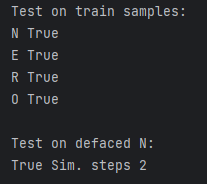 Test on train samples:
N True
E True
R True
O True

Test on defaced N:
True Sim. steps 2